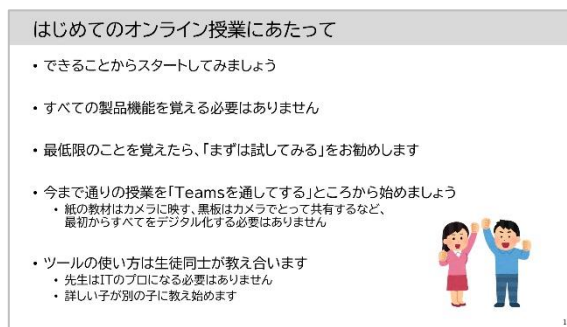 はじめてのオンライン授業にあたって
• できることからスタートしてみましょう
• すべての製品機能を覚える必要はありません
• 最低限のことを覚えたら、「まずは試してみる」をお勧めします
• 今まで通りの授業を「Teamsを通してする」ところから始めましょう
• 紙の教材はカメラに映す、黒板はカメラでとって共有するなど、
最初からすべてをデジタル化する必要はありません
• ツールの使い方は生徒同士が教え合います
• 先生はITのプロになる必要はありません
• 詳しい子が別の子に教え始めます
1